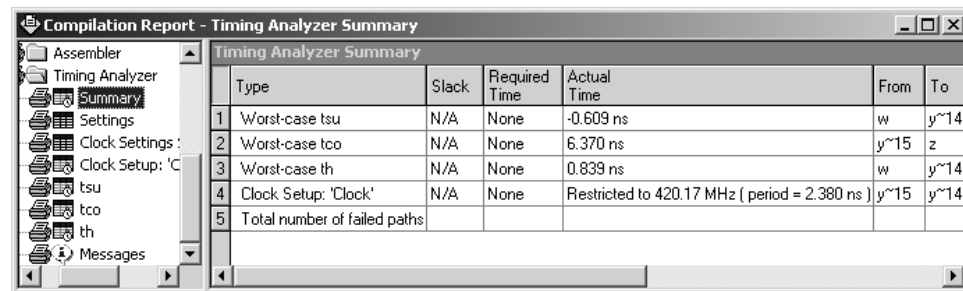 Compilation Report - Timing Analyzer Summary
Assembler
Timing Analyzer
Summary
Settings
Clock Settings
Clock Setup: 'C
tsu
tco
th
Messages
Timing Analyzer Summary
Type Slack Required Time Actual Time From To
1 Worst-case tsu N/A None -0.609 ns w y~14
2 Worst-case tco N/A None 6.370 ns y~15 z
3 Worst-case th N/A None 0.839 ns w y~14
4 Clock Setup: 'Clock' N/A None Restricted to 420.17 MHz ( period = 2.380 ns ) y~15 y~14
5 Total number of failed paths